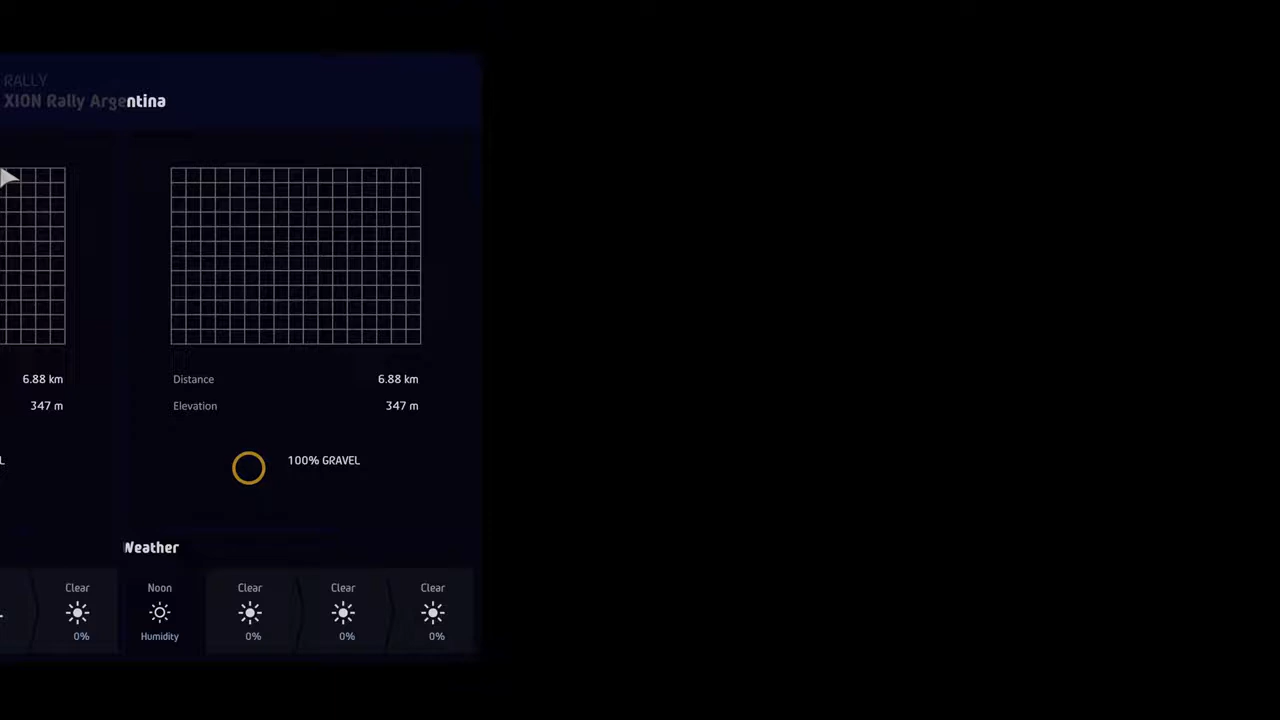 RALLY
XION Rally Argentina
6.88 km
347 m
Distance 6.88 km
Elevation 347 m
100% GRAVEL
Weather
Clear
0%
Noon
Humidity
Clear
0%
Clear
0%
Clear
0%